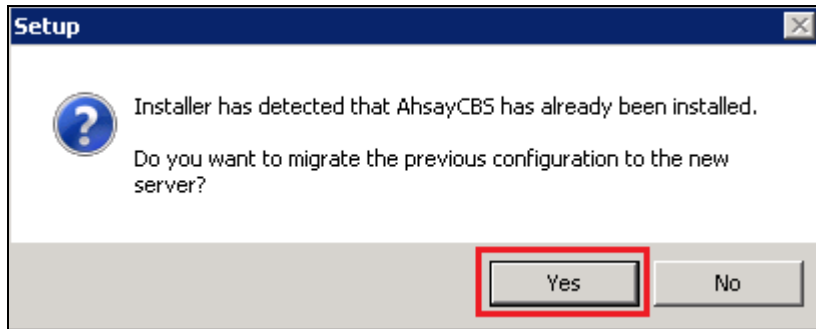 Setup
Installer has detected that AhsayCBS has already been installed.
Do you want to migrate the previous configuration to the new
server?
Yes
No